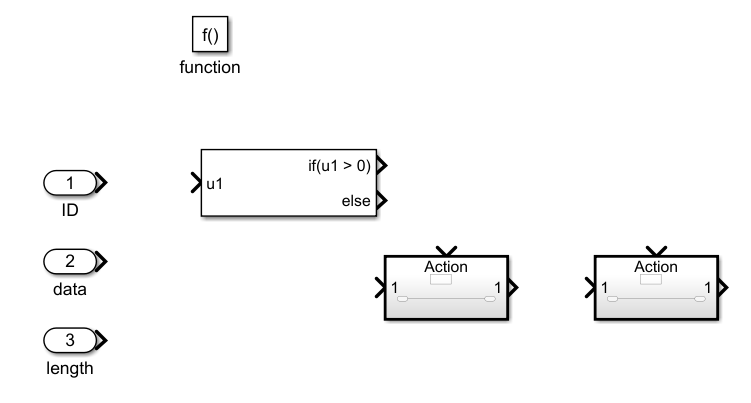 f()
function
if(u1 > 0)
1
u1
else
ID
2
data
Action
1
1
Action
1
1
3
length